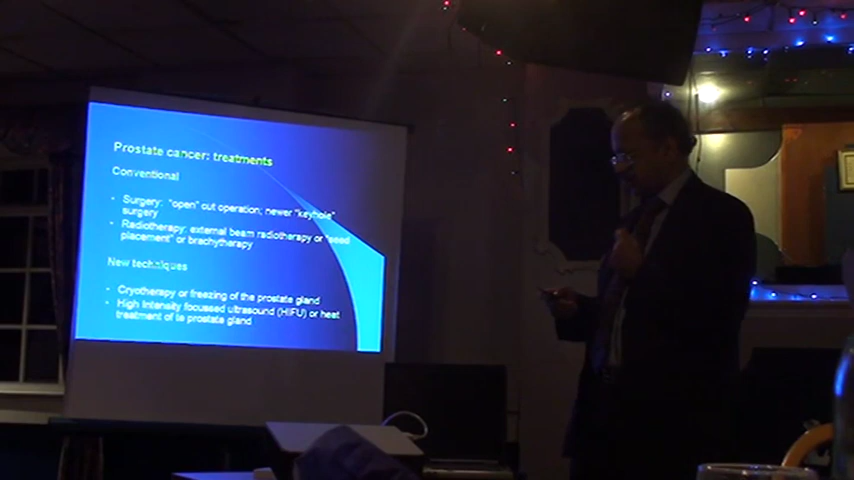 Prostate cancer: treatments
Conventional
• Surgery: "open" cut operation; newer "keyhole"
surgery
• Radiotherapy: external beam radiotherapy or "seed
placement" or brachytherapy
New techniques
• Cryotherapy or freezing of the prostate gland
• High Intensity focussed ultrasound (HIFU) or heat
treatment of te prostate gland